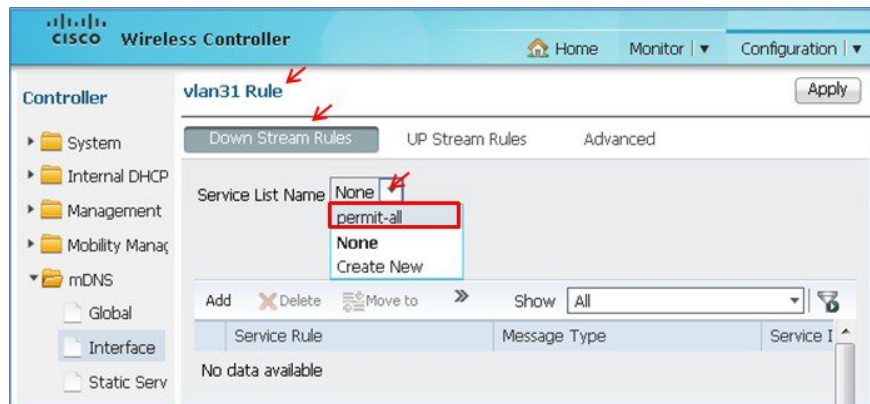 CISCO Wireless Controller
Home Monitor Configuration
Controller
vlan31 Rule
Apply
Down Stream Rules UP Stream Rules Advanced
System
Internal DHCP
Management
Mobility Manag
mDNS
Global
Interface
Static Serv
Service List Name None
permit-all
None
Create New
Add Delete Move to » Show All
Service Rule Message Type Service I
No data available